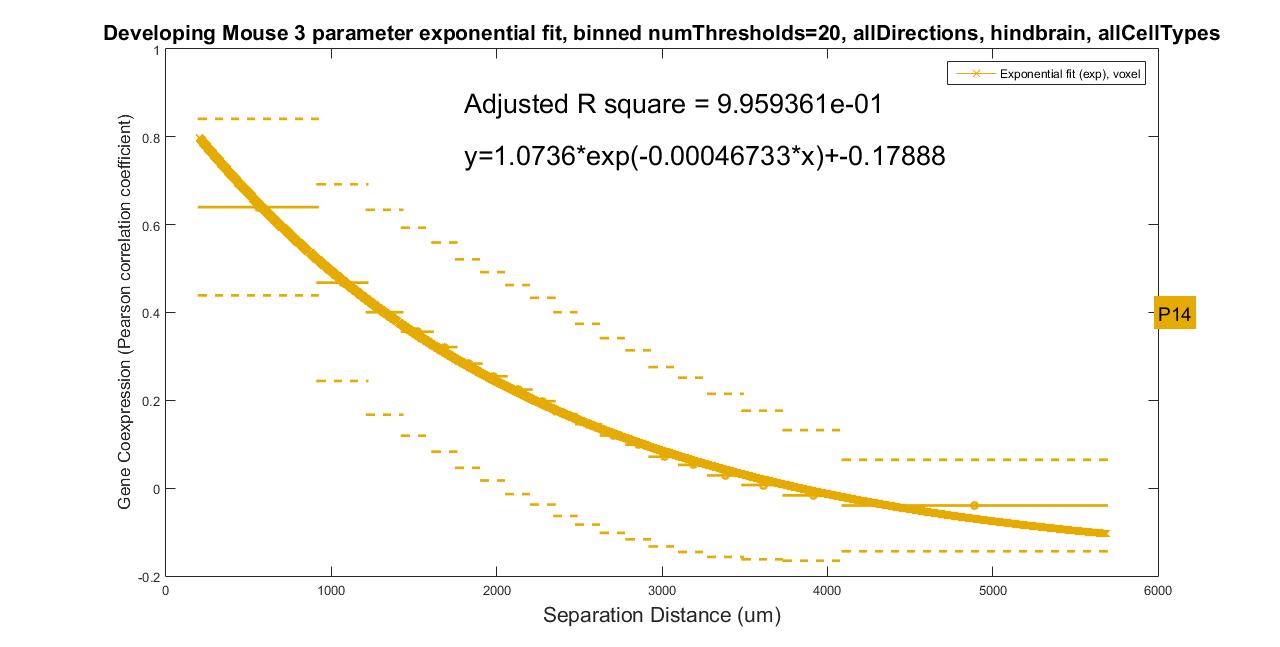 Developing Mouse 3 parameter exponential fit, binned numThresholds=20, allDirections, hindbrain, allCellTypes
Exponential fit (exp), voxel
Adjusted R square = 9.959361e-01
y=1.0736*exp(-0.00046733*x)+-0.17888
Gene Coexpression (Pearson correlation coefficient)
1
0.8
0.6
0.4
0.2
0
-0.2
P14
0 1000 2000 3000 4000 5000 6000
Separation Distance (um)